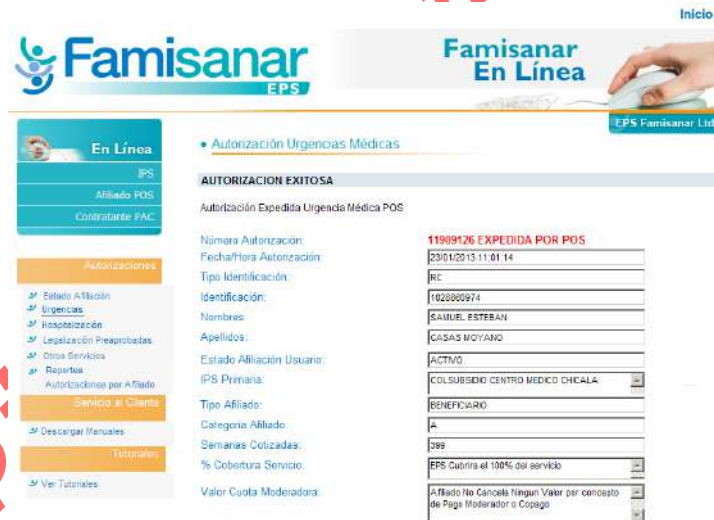 Inicio
Famisanar
EPS
Famisanar
En Línea
EPS Famisanar Ltd
En Línea
IPS
Afiliado POS
Contratante PAC
Autorizaciones
Estado Afiliación
Urgencias
Hospitalización
Legalización Preaprobadas
Otros Servicios
Reportes
Autorizaciones por Afiliado
Servicio al Cliente
Descargar Manuales
Tutoriales
Ver Tutoriales
Autorización Urgencias Médicas
AUTORIZACION EXITOSA
Autorización Expedida Urgencia Médica POS
Número Autorización: 11909126 EXPEDIDA POR POS
Fecha/Hora Autorización: 23/01/2013 11:01:14
Tipo Identificación: RC
Identificación: 1028860974
Nombres: SAMUEL ESTEBAN
Apellidos: CASAS MOYANO
Estado Afiliación Usuario: ACTIVO
IPS Primaria: COLSUBSIDIO CENTRO MEDICO CHICALA
Tipo Afiliado: BENEFICIARIO
Categoria Afiliado: A
Semanas Cotizadas: 399
% Cobertura Servicio: EPS Cubrira el 100% del servicio
Valor Cuota Moderadora: Afiliado No Cancela Ningun Valor por concesto
de Pago Moderador o Copago